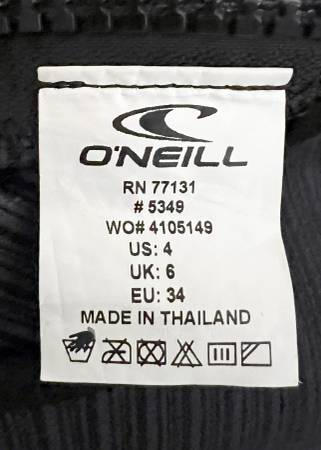 O'NEILL
RN 77131
# 5349
WO# 4105149
US: 4
UK: 6
EU: 34
MADE IN THAILAND